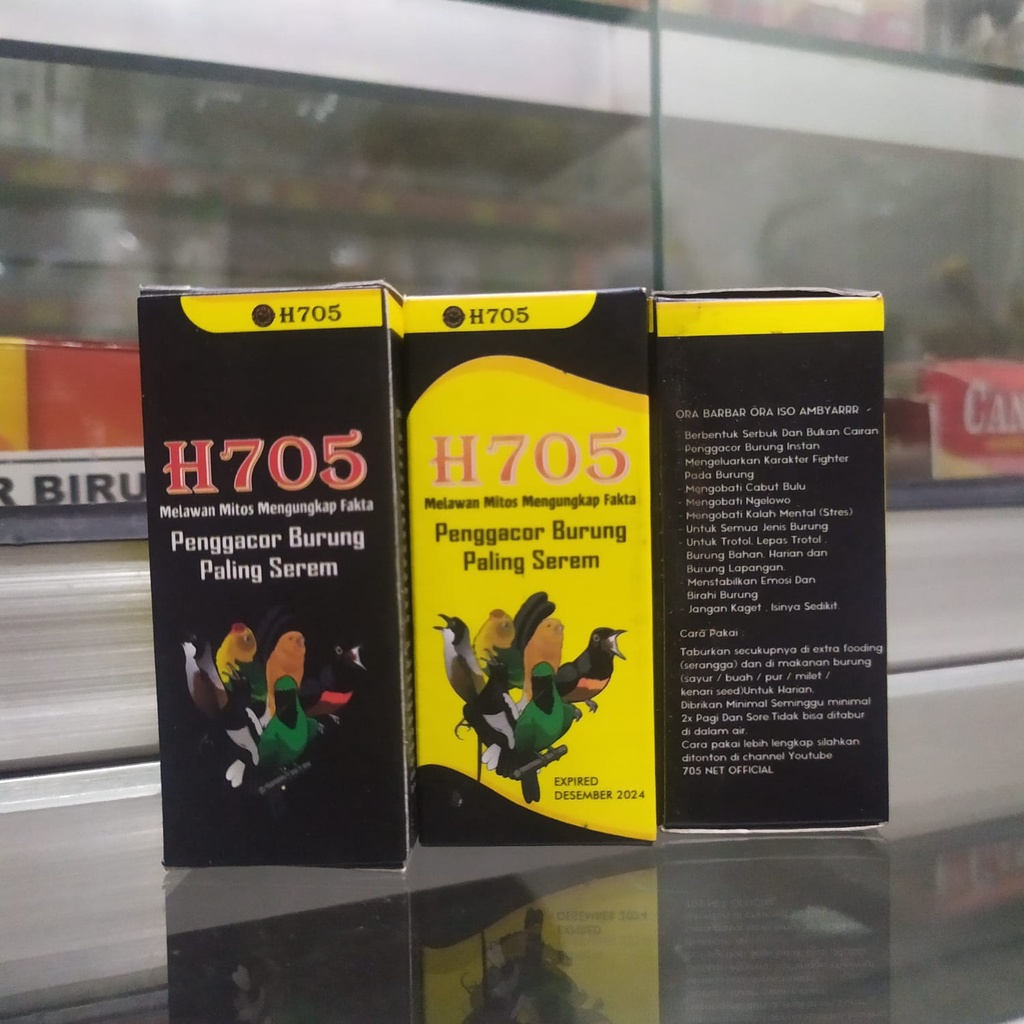 H705
H705
Melawan Mitos Mengungkap Fakta
Penggacor Burung
Paling Serem
H705
H705
Melawan Mitos Mengungkap Fakta
Penggacor Burung
Paling Serem
EXPIRED
DESEMBER 2024
ORA BARBAR ORA ISO AMBYARRR -
- Berbentuk Serbuk Dan Bukan Cairan
Penggacor Burung Instan
Mengeluarkan Karakter Fighter
Pada Burung
- Mengobati Cabut Bulu
- Mengobati Ngelowo
- Mengobati Kalah Mental (Stres)
- Untuk Semua Jenis Burung
- Untuk Trotol, Lepas Trotol ,
Burung Bahan, Harian dan
Burung Lapangan.
- Menstabilkan Emosi Dan
Birahi Burung
- Jangan Kaget , Isinya Sedikit.
Cara Pakai :
Taburkan secukupnya di extra fooding
(serangga) dan di makanan burung
(sayur / buah / pur / milet /
kenari seed)Untuk Harian,
Dibrikan Minimal Seminggu minimal
2x Pagi Dan Sore.Tidak bisa ditabur
di dalam air.
Cara pakai lebih lengkap silahkan
ditonton di channel Youtube
705 NET OFFICIAL
R BIRU
CAN